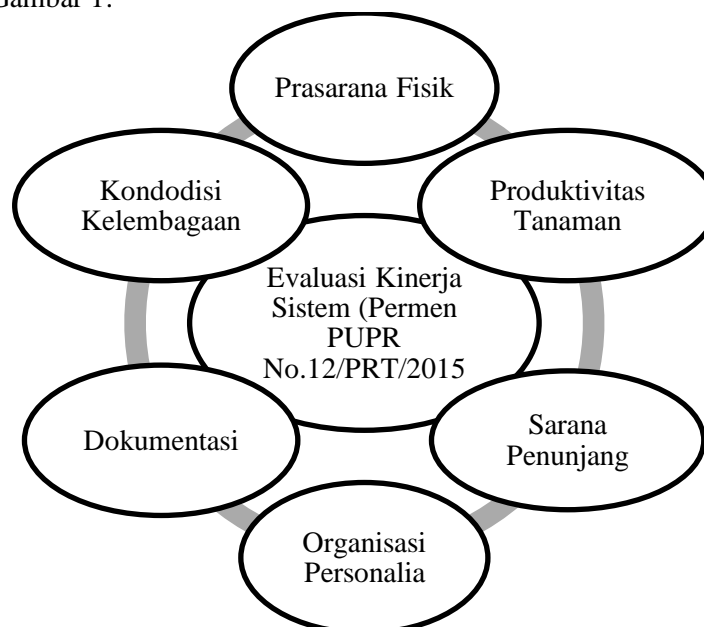 Gambar 1.
Prasarana Fisik
Produktivitas
Tanaman
Sarana
Penunjang
Organisasi
Personalia
Dokumentasi
Kondodisi
Kelembagaan
Evaluasi Kinerja
Sistem (Permen
PUPR
No.12/PRT/2015